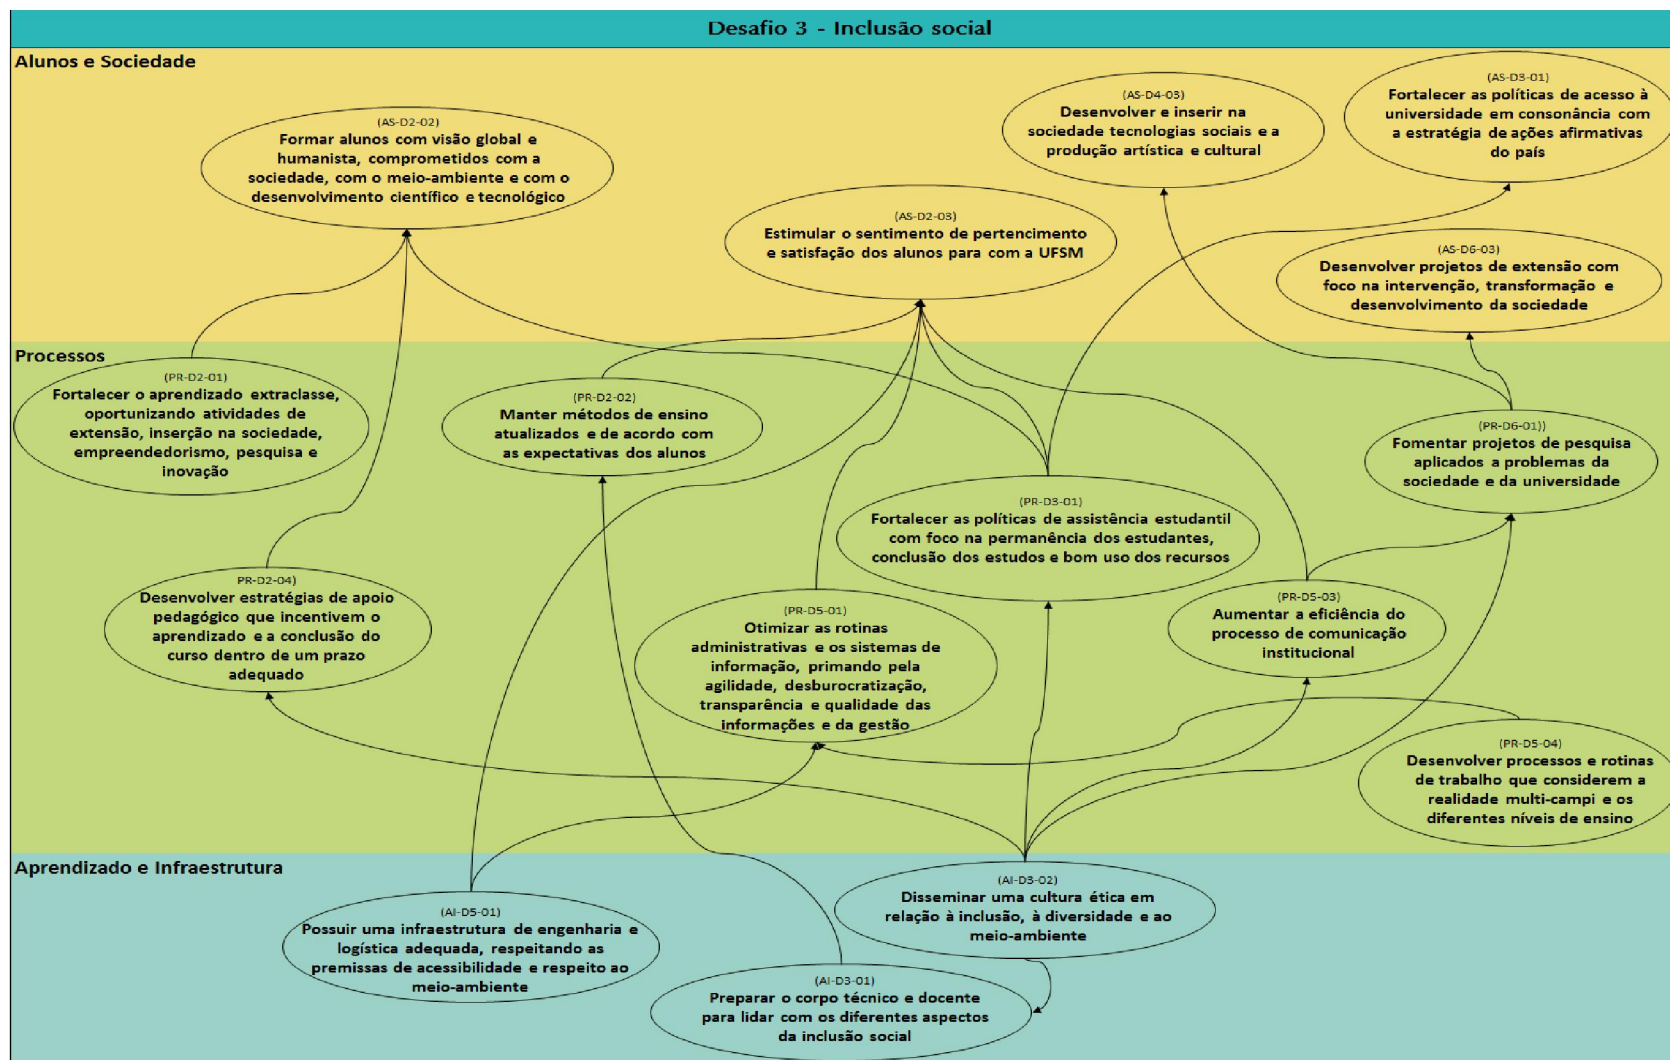 Desafio 3 - Inclusão social
Alunos e Sociedade
(AS-D2-02)
Formar alunos com visão global e
humanista, comprometidos com a
sociedade, com o meio-ambiente e com o
desenvolvimento científico e tecnológico
(AS-D2-03)
Estimular o sentimento de pertencimento
e satisfação dos alunos para com a UFSM
(AS-D4-03)
Desenvolver e inserir na
sociedade tecnologias sociais e a
produção artística e cultural
(AS-D3-01)
Fortalecer as políticas de acesso à
universidade em consonância com
a estratégia de ações afirmativas
do país
(AS-D6-03)
Desenvolver projetos de extensão com
foco na intervenção, transformação e
desenvolvimento da sociedade
Processos
(PR-D2-01)
Fortalecer o aprendizado extraclasse,
oportunizando atividades de
extensão, inserção na sociedade,
empreendedorismo, pesquisa e
inovação
(PR-D2-02)
Manter métodos de ensino
atualizados e de acordo com
as expectativas dos alunos
(PR-D3-01)
Fortalecer as políticas de assistência estudantil
com foco na permanência dos estudantes,
conclusão dos estudos e bom uso dos recursos
(PR-D6-01))
Fomentar projetos de pesquisa
aplicados a problemas da
sociedade e da universidade
PR-D2-04)
Desenvolver estratégias de apoio
pedagógico que incentivem o
aprendizado e a conclusão do
curso dentro de um prazo
adequado
(PR-D5-01)
Otimizar as rotinas
administrativas e os sistemas de
informação, primando pela
agilidade, desburocratização,
transparência e qualidade das
informações e da gestão
(PR-D5-03)
Aumentar a eficiência do
processo de comunicação
institucional
(PR-D5-04)
Desenvolver processos e rotinas
de trabalho que considerem a
realidade multi-campi e os
diferentes níveis de ensino
Aprendizado e Infraestrutura
(AI-D5-01)
Possuir uma infraestrutura de engenharia e
logística adequada, respeitando as
premissas de acessibilidade e respeito ao
meio-ambiente
(AI-D3-02)
Disseminar uma cultura ética em
relação à inclusão, à diversidade e ao
meio-ambiente
(AI-D3-01)
Preparar o corpo técnico e docente
para lidar com os diferentes aspectos
da inclusão social